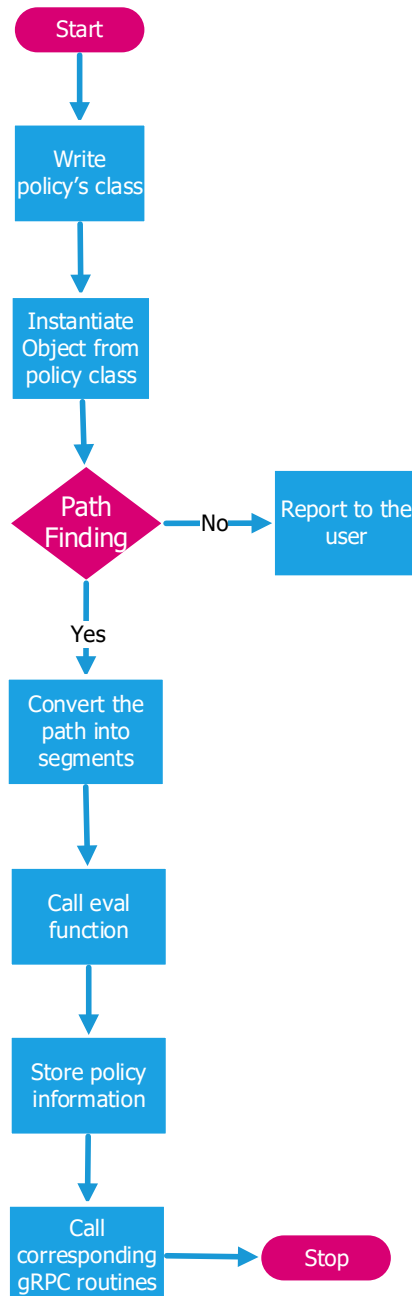 Start
Write
policy’s class
Instantiate
Object from
policy class
Path
Finding
No
Report to the
user
Yes
Convert the
path into
segments
Call eval
function
Store policy
information
Call
corresponding
gRPC routines
Stop